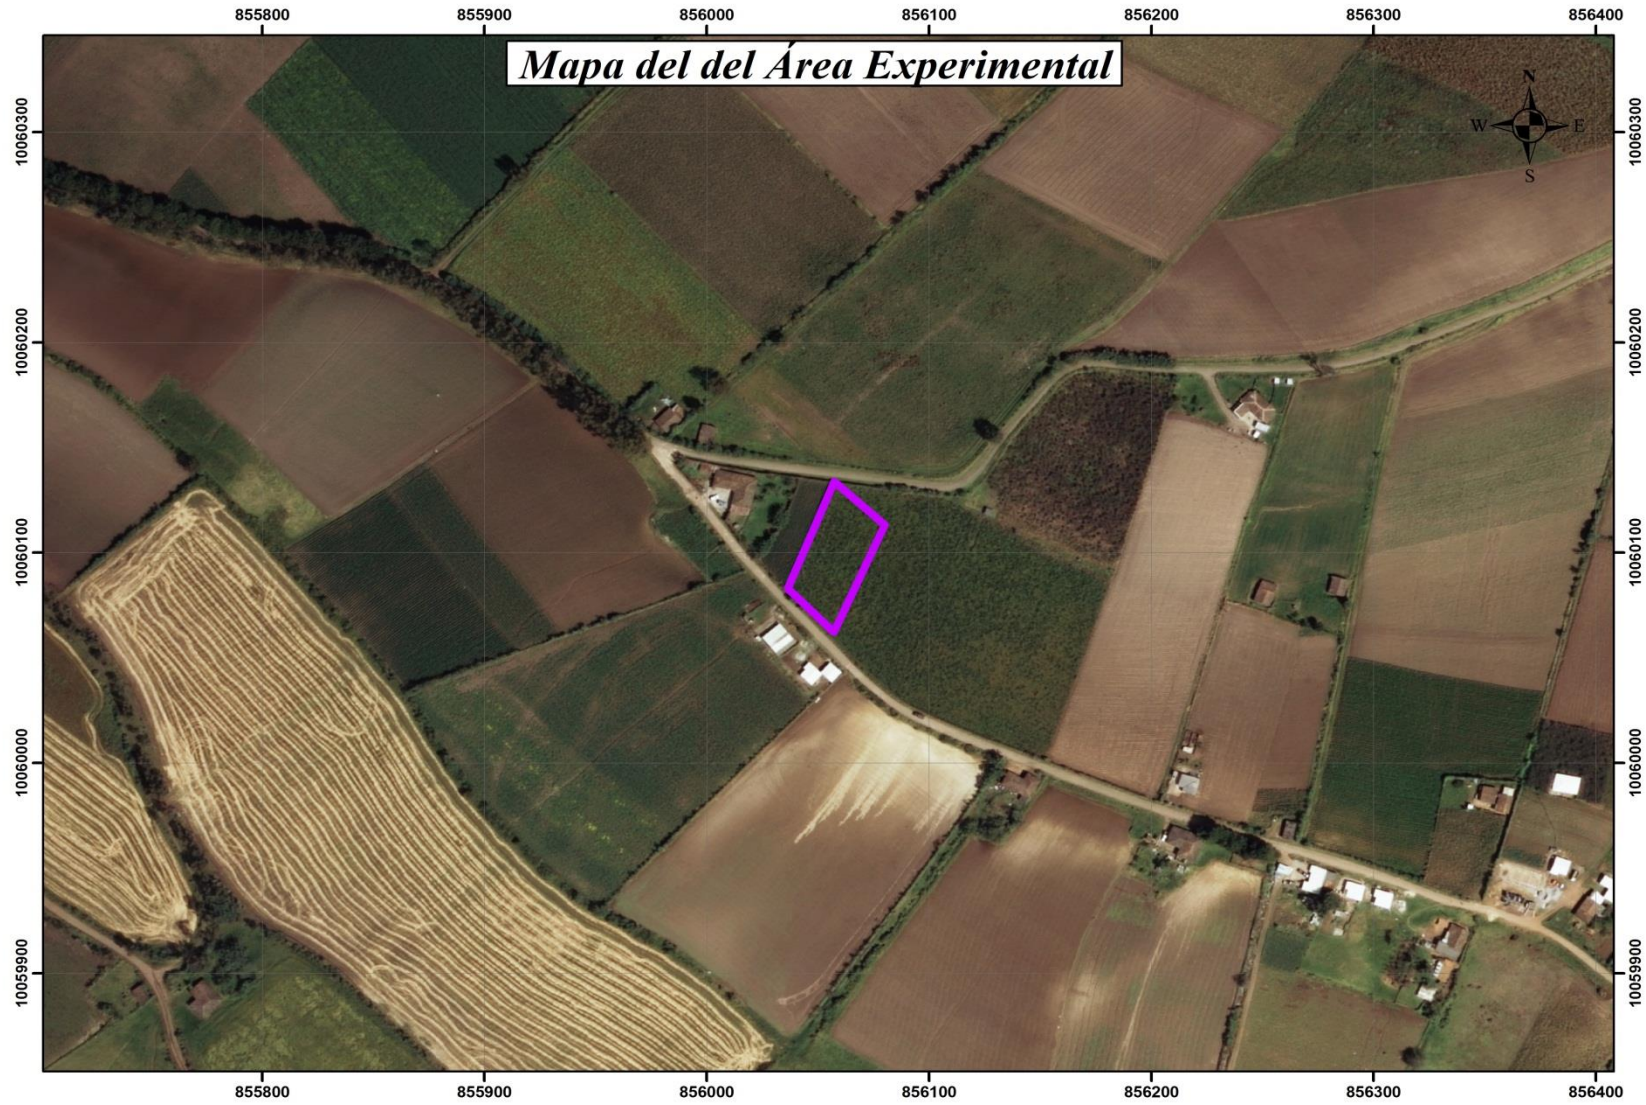 855800 855900 856000 856100 856200 856300 856400
Mapa del del Área Experimental
N
W E
S
10060300 10060300
10060200 10060200
10060100 10060100
10060000 10060000
10059900 10059900
855800 855900 856000 856100 856200 856300 856400